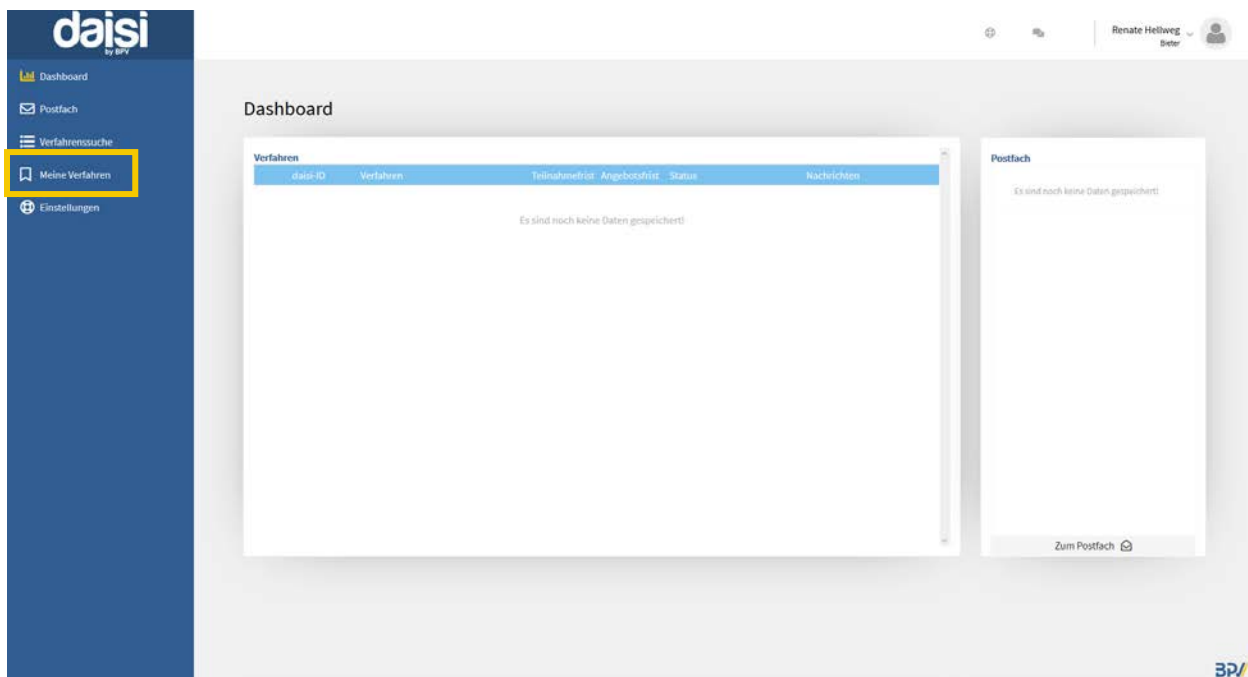 daisi
by BPV
Renate Hellweg
Bieter
Dashboard
Postfach
Verfahrenssuche
Meine Verfahren
Einstellungen
Dashboard
Verfahren
daisi-ID Verfahren Teilnahmefrist Angebotsfrist Status Nachrichten
Es sind noch keine Daten gespeichert!
Postfach
Es sind noch keine Daten gespeichert!
Zum Postfach
BPV